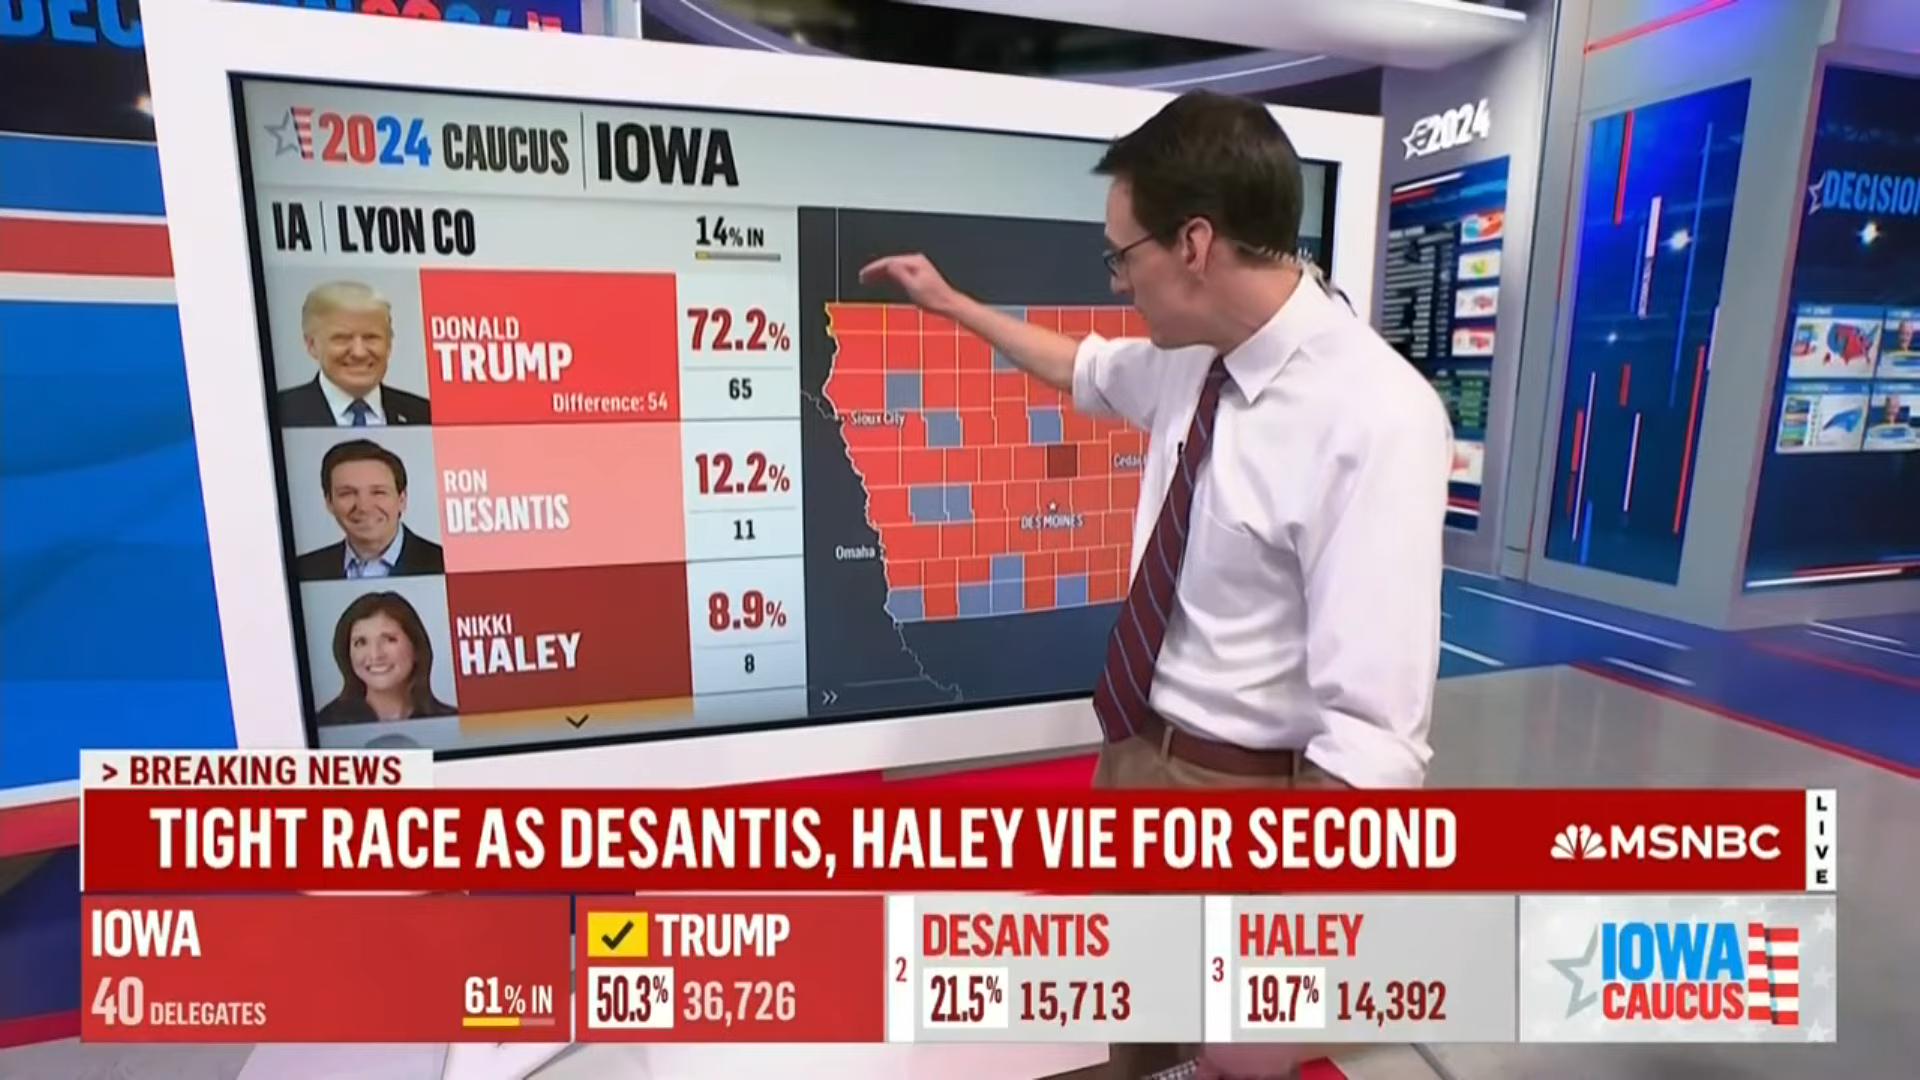 2024 CAUCUS IOWA
IA LYON CO
14% IN
DONALD
TRUMP
Difference: 54
72.2%
65
RON
DESANTIS
12.2%
11
NIKKI
HALEY
8.9%
8
Sioux City
DES MOINES
Omaha
2024
DECISION
> BREAKING NEWS
TIGHT RACE AS DESANTIS, HALEY VIE FOR SECOND
MSNBC
LIVE
IOWA
40 DELEGATES
61% IN
TRUMP
50.3% 36,726
2
DESANTIS
21.5% 15,713
3
HALEY
19.7% 14,392
IOWA
CAUCUS